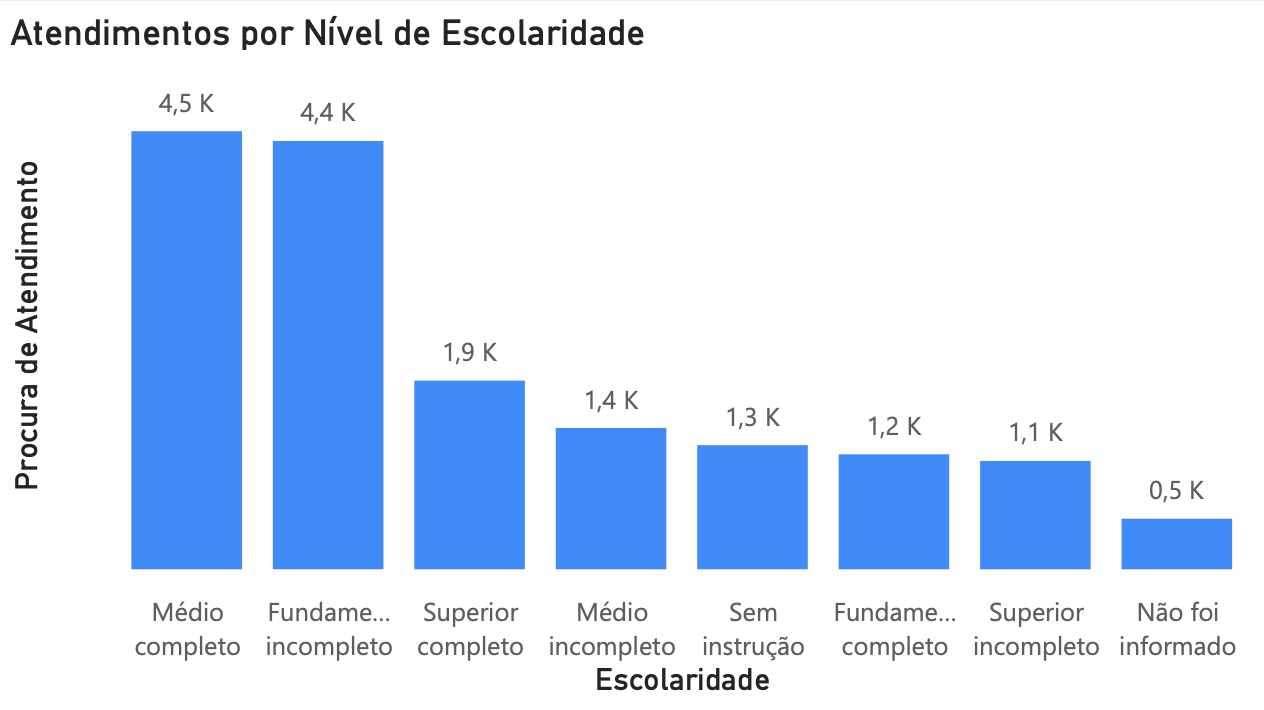 Atendimentos por Nível de Escolaridade
4,5 K
4,4 K
1,9 K
1,4 K
1,3 K
1,2 K
1,1 K
0,5 K
Procura de Atendimento
Médio
completo
Fundame...
incompleto
Superior
completo
Médio
incompleto
Sem
instrução
Fundame...
completo
Superior
incompleto
Não foi
informado
Escolaridade